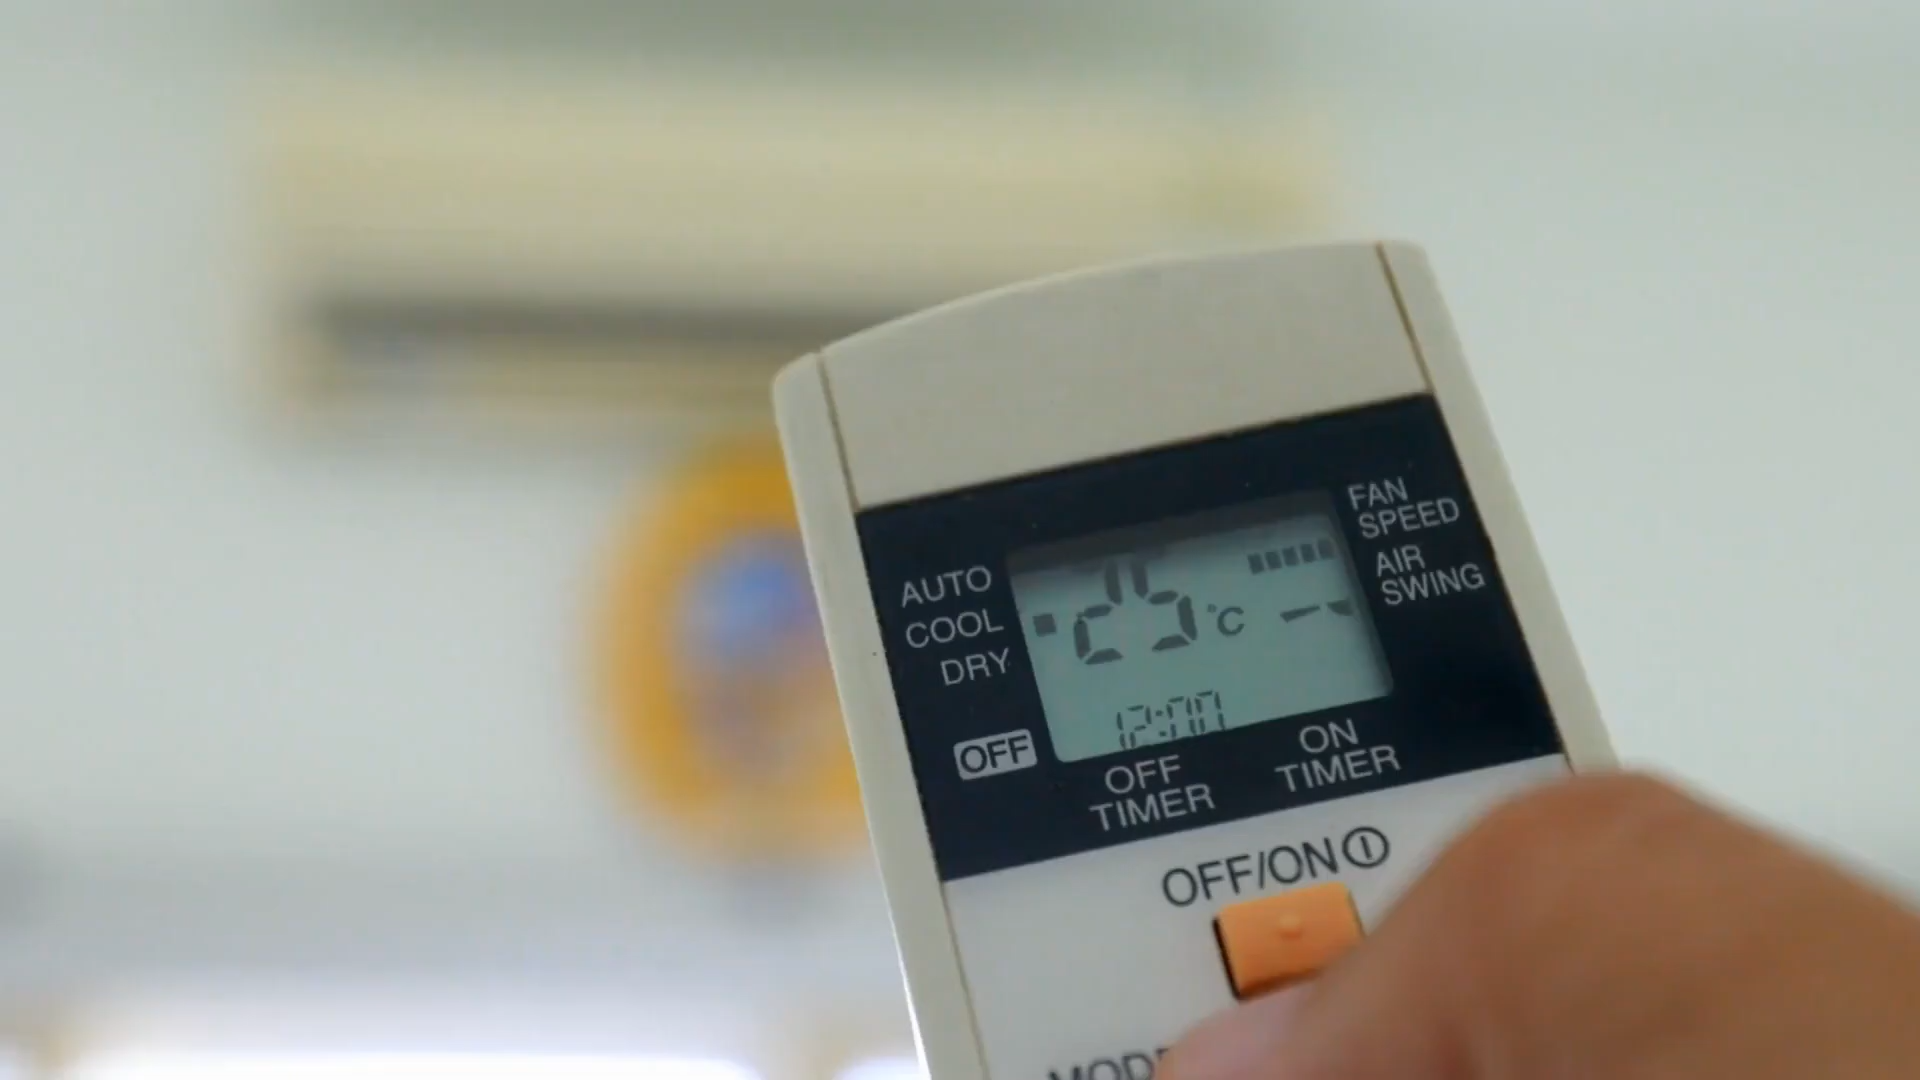 FAN
SPEED
AIR
SWING
AUTO
COOL
DRY
25 °C
12:00
OFF
OFF
TIMER
ON
TIMER
OFF/ON